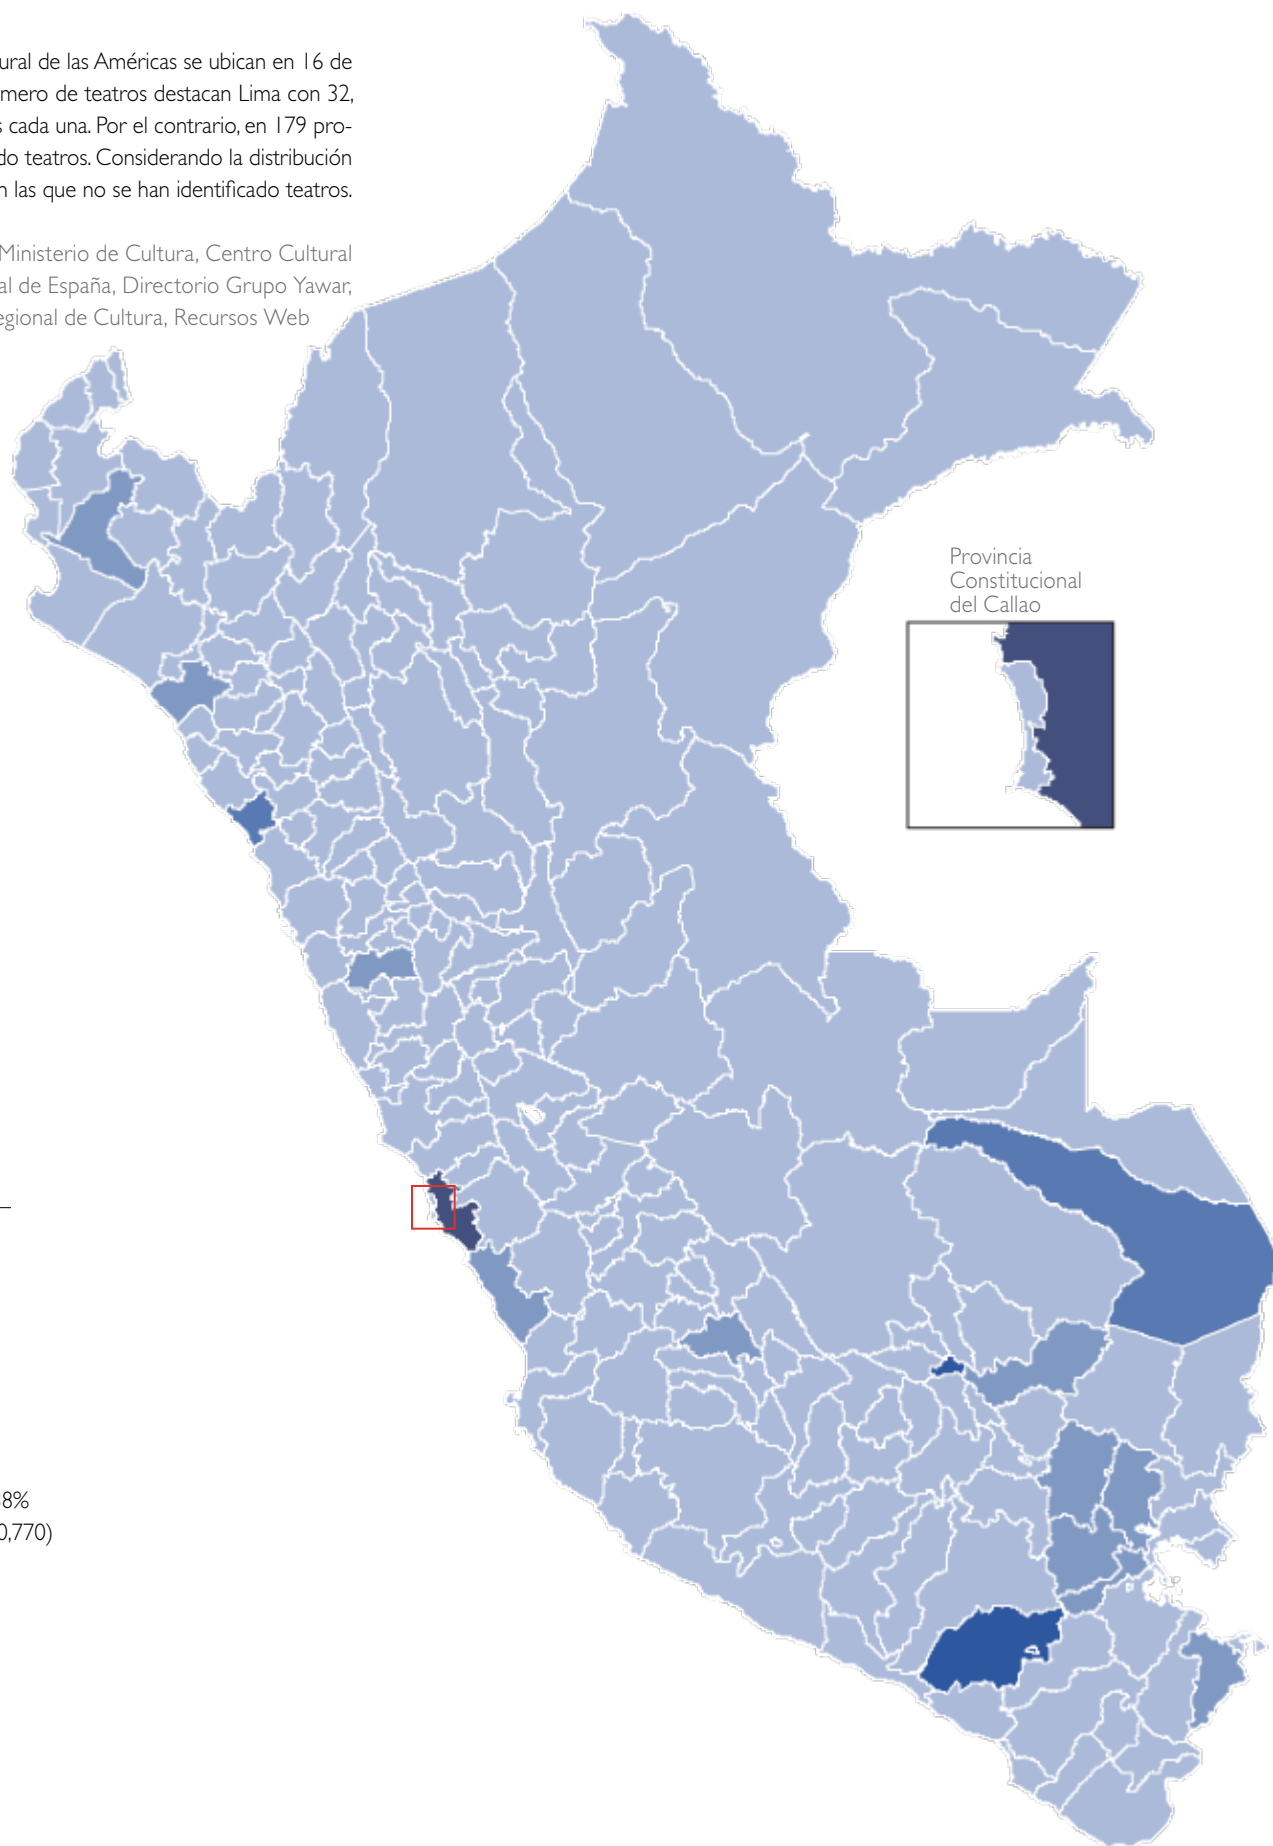 ural de las Américas se ubican en 16 de
mero de teatros destacan Lima con 32,
s cada una. Por el contrario, en 179 pro-
do teatros. Considerando la distribución
n las que no se han identificado teatros.
Ministerio de Cultura, Centro Cultural
al de España, Directorio Grupo Yawar,
egional de Cultura, Recursos Web
Provincia
Constitucional
del Callao
8%
0,770)